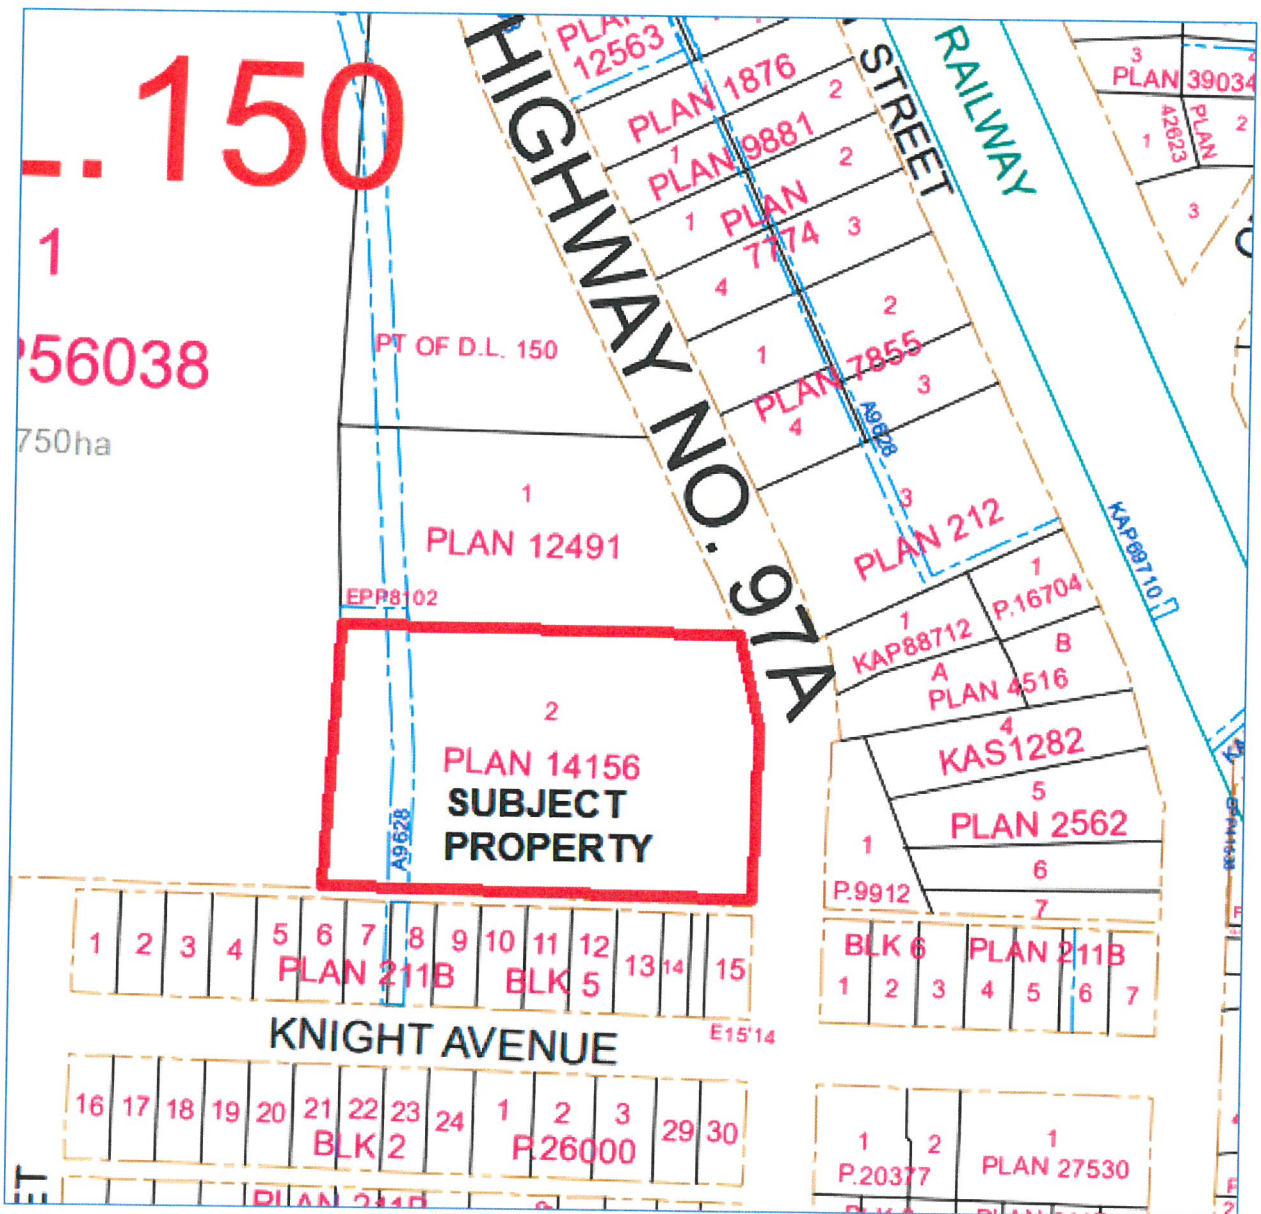 .150
1
56038
750ha
PT OF D.L. 150
1
PLAN 12491
EPP8102
2
PLAN 14156
SUBJECT
PROPERTY
A9628
HIGHWAY NO. 97A
12563
PLAN 1876
2
1
PLAN 9881
2
1
PLAN
7774
3
4
2
1
PLAN 7855
3
4
A9628
3
PLAN 212
STREET
RAILWAY
KAP69710
3
PLAN 39034
1
PLAN
42623
2
3
1
P.16704
1
KAP88712
B
A
PLAN 4516
4
KAS1282
5
PLAN 2562
6
7
1
P.9912
1 2 3 4 5 6 7 8 9 10 11 12 13 14 15
PLAN 211B BLK 5
BLK 6 PLAN 211B
1 2 3 4 5 6 7
KNIGHT AVENUE
E15'14
16 17 18 19 20 21 22 23 24 1 2 3 29 30
BLK 2 P.26000
1 2 1
P.20377 PLAN 27530
ET